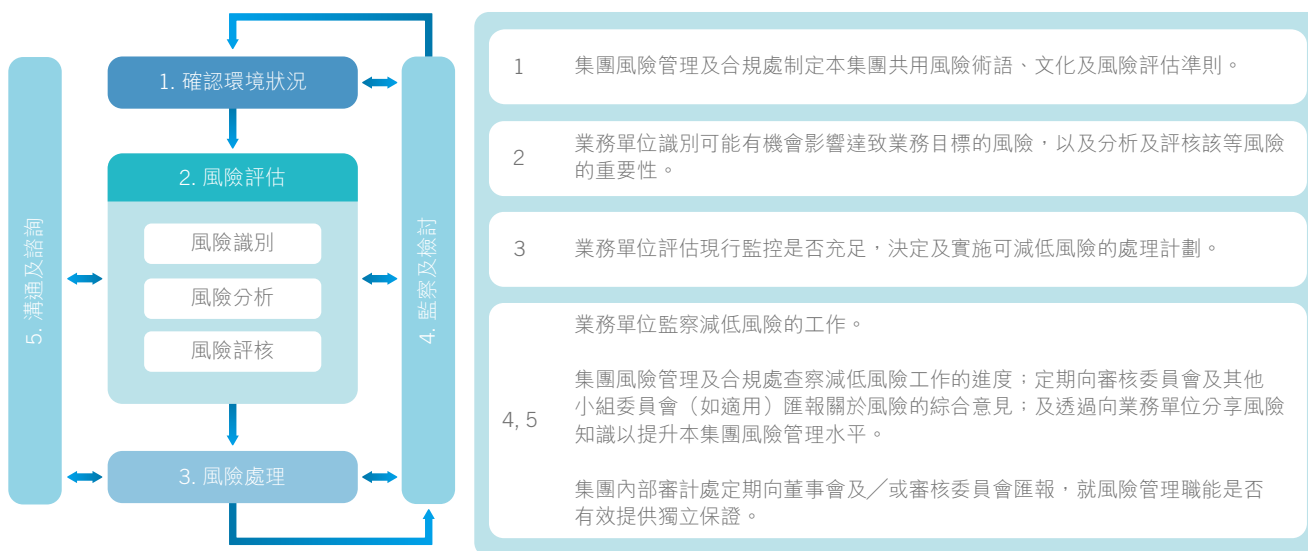 1. 確認環境狀況
2. 風險評估
風險識別
風險分析
風險評核
3. 風險處理
4. 監察及檢討
5. 溝通及諮詢
1
集團風險管理及合規處制定本集團共用風險術語、文化及風險評估準則。
2
業務單位識別可能有機會影響達致業務目標的風險，以及分析及評核該等風險
的重要性。
3
業務單位評估現行監控是否充足，決定及實施可減低風險的處理計劃。
4, 5
業務單位監察減低風險的工作。
集團風險管理及合規處查察減低風險工作的進度；定期向審核委員會及其他
小組委員會（如適用）匯報關於風險的綜合意見；及透過向業務單位分享風險
知識以提升本集團風險管理水平。
集團內部審計處定期向董事會及╱或審核委員會匯報，就風險管理職能是否
有效提供獨立保證。